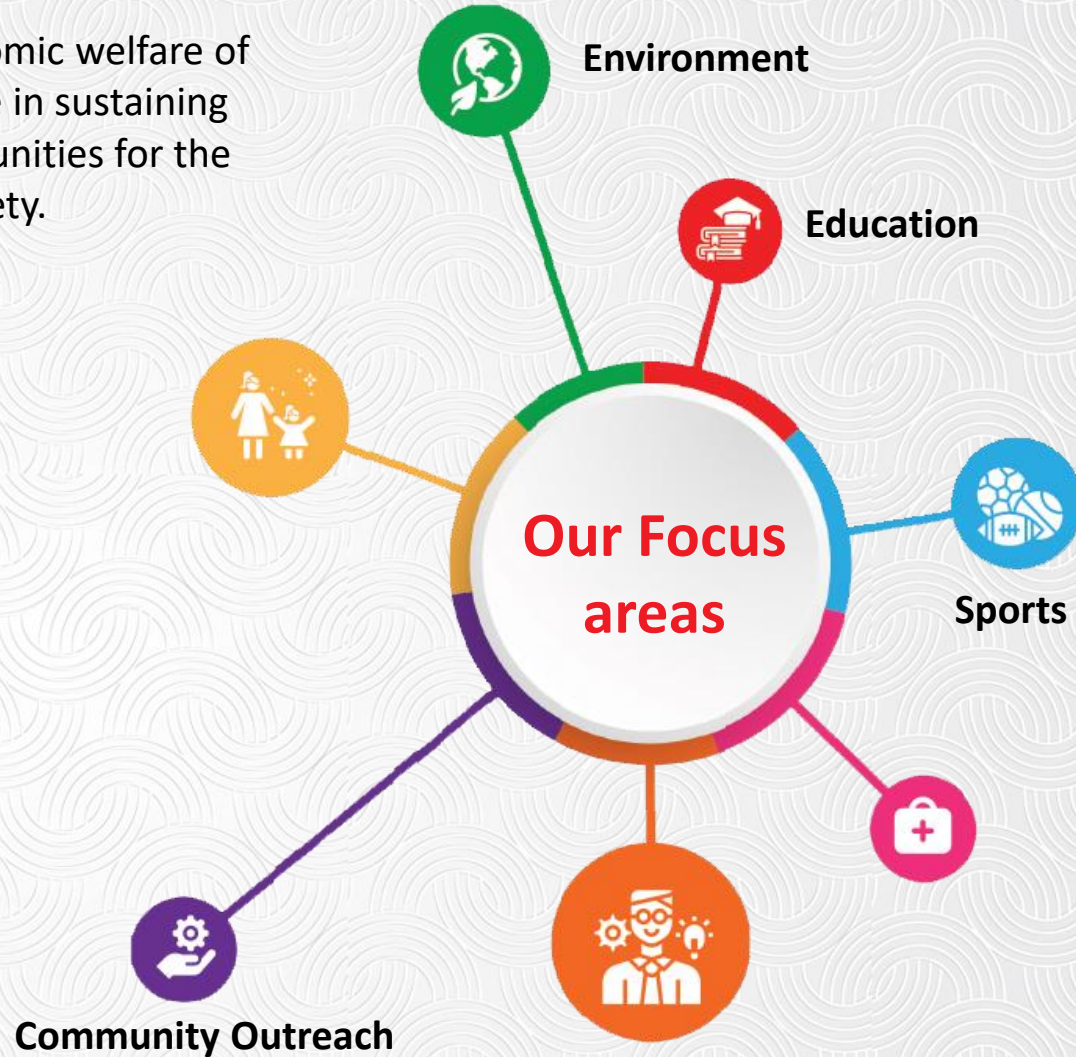 omic welfare of
in sustaining
unities for the
ety.
Environment
Education
Our Focus
areas
Sports
Community Outreach